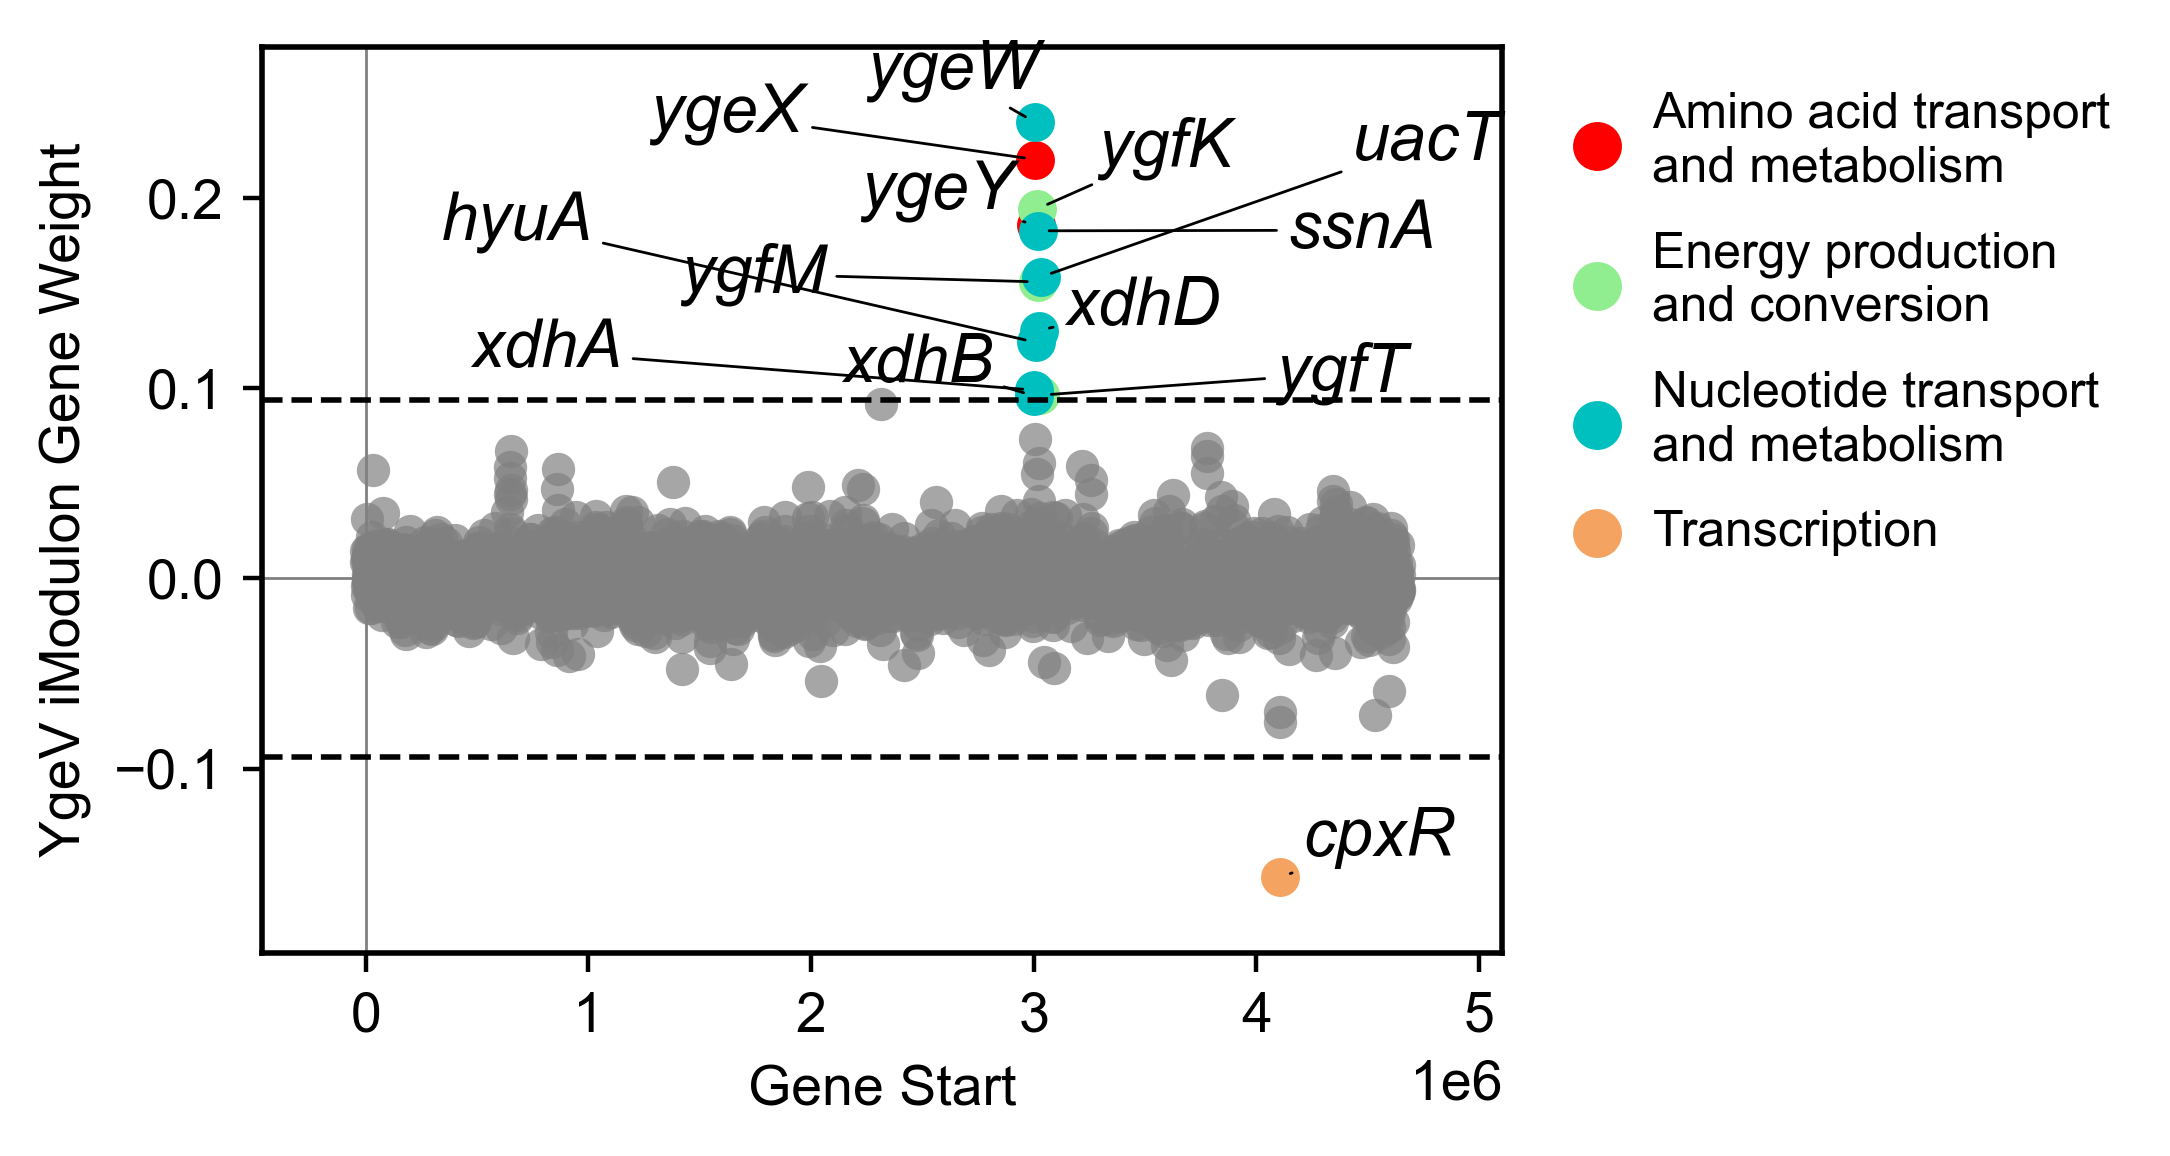 YgeV iModulon Gene Weight
0.2
0.1
0.0
−0.1
ygeW
ygeX
ygfK
uacT
ygeY
hyuA
ssnA
ygfM
xdhD
xdhA
xdhB
ygfT
cpxR
0
1
2
3
4
5
1e6
Gene Start
Amino acid transport
and metabolism
Energy production
and conversion
Nucleotide transport
and metabolism
Transcription